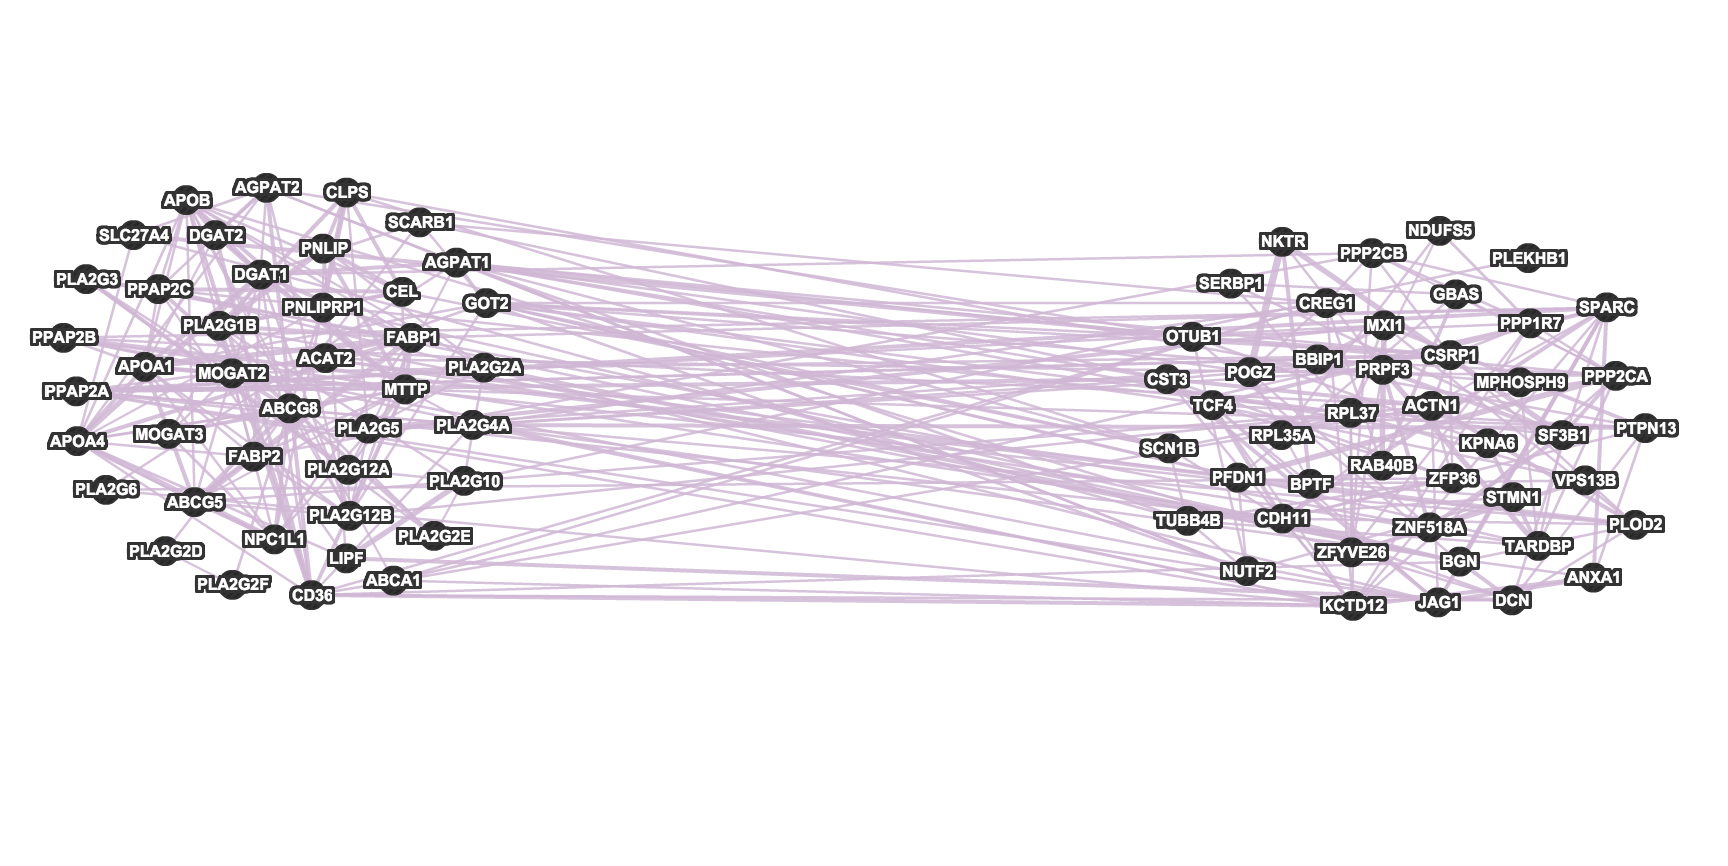 AGPAT2
CLPS
APOB
SCARB1
SLC27A4
DGAT2
PNLIP
AGPAT1
DGAT1
PLA2G3
PPAP2C
CEL
GOT2
PNLIPRP1
PLA2G1B
PPAP2B
FABP1
ACAT2
APOA1
MOGAT2
PLA2G2A
PPAP2A
MTTP
ABCG8
PLA2G4A
PLA2G5
MOGAT3
APOA4
FABP2
PLA2G12A
PLA2G10
PLA2G6
ABCG5
PLA2G12B
PLA2G2E
NPC1L1
PLA2G2D
LIPF
ABCA1
PLA2G2F
CD36
NDUFS5
NKTR
PPP2CB
PLEKHB1
SERBP1
GBAS
CREG1
SPARC
MXI1
PPP1R7
OTUB1
CSRP1
BBIP1
PRPF3
POGZ
CST3
MPHOSPH9
PPP2CA
TCF4
ACTN1
RPL37
PTPN13
RPL35A
SF3B1
KPNA6
SCN1B
RAB40B
PFDN1
ZFP36
VPS13B
BPTF
STMN1
CDH11
TUBB4B
PLOD2
ZNF518A
TARDBP
ZFYVE26
BGN
NUTF2
ANXA1
DCN
JAG1
KCTD12